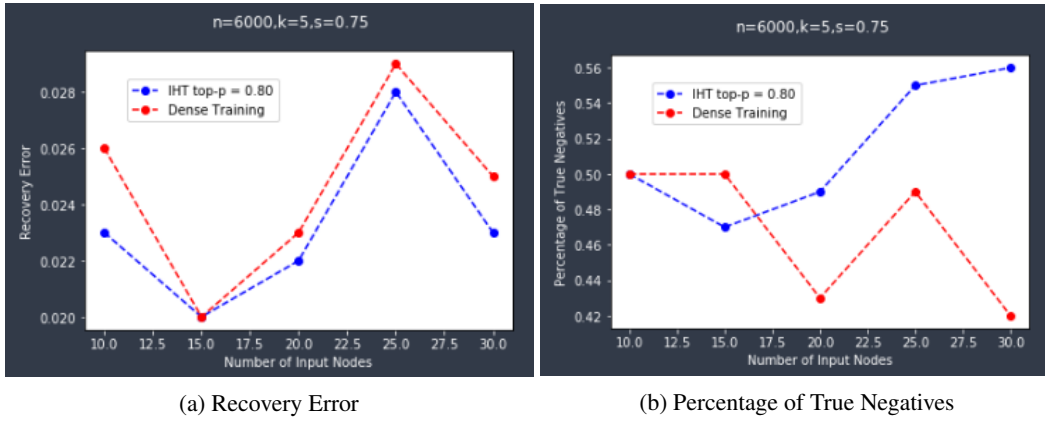 n=6000,k=5,s=0.75
IHT top-p = 0.80
Dense Training
Recovery Error
0.028
0.026
0.024
0.022
0.020
10.0 12.5 15.0 17.5 20.0 22.5 25.0 27.5 30.0
Number of Input Nodes
(a) Recovery Error
n=6000,k=5,s=0.75
IHT top-p = 0.80
Dense Training
Percentage of True Negatives
0.56
0.54
0.52
0.50
0.48
0.46
0.44
0.42
10.0 12.5 15.0 17.5 20.0 22.5 25.0 27.5 30.0
Number of Input Nodes
(b) Percentage of True Negatives